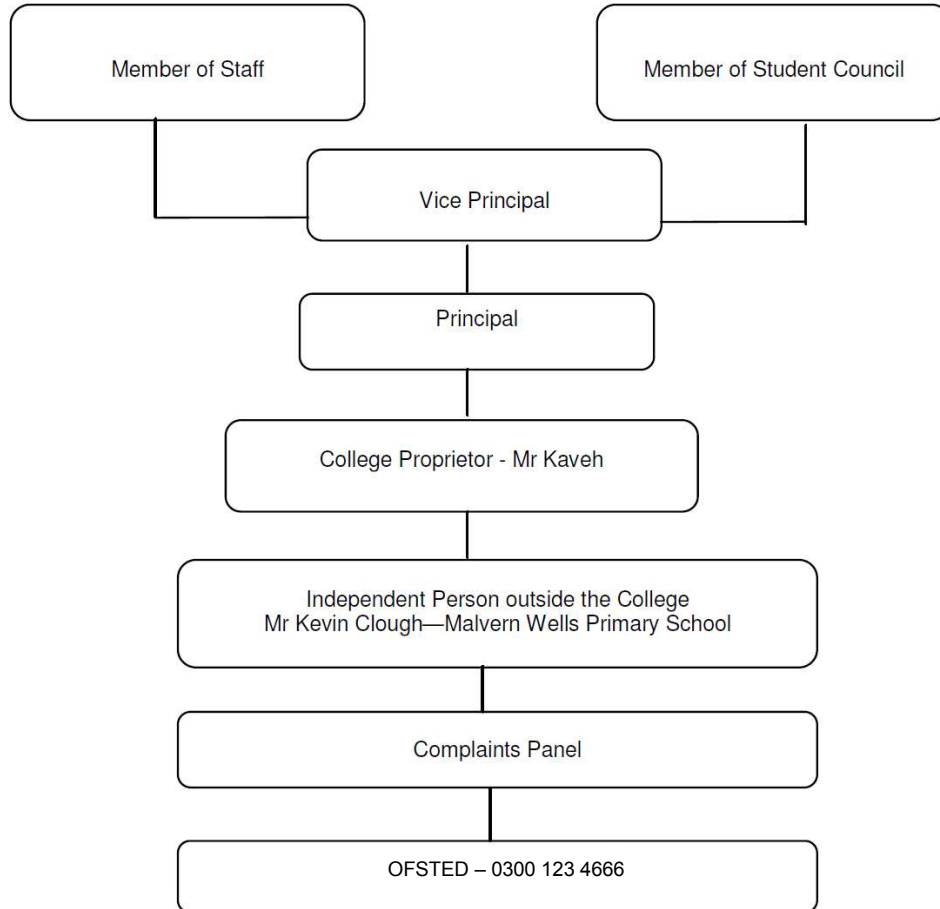 Member of Staff
Member of Student Council
Vice Principal
Principal
College Proprietor - Mr Kaveh
Independent Person outside the College
Mr Kevin Clough—Malvern Wells Primary School
Complaints Panel
OFSTED – 0300 123 4666